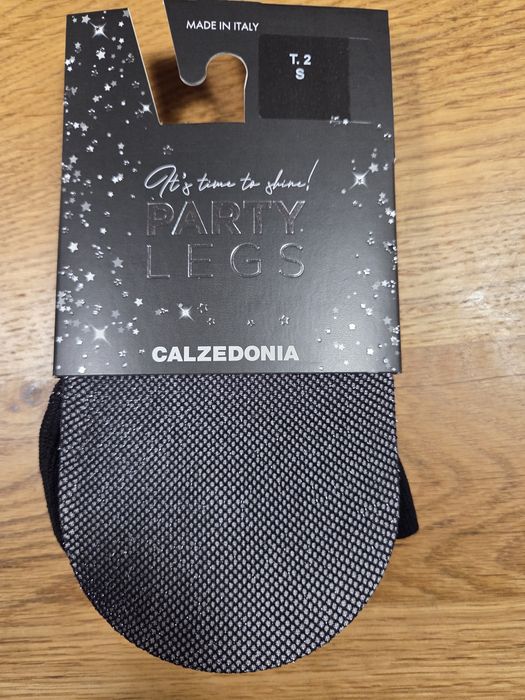 MADE IN ITALY
T. 2
S
It's time to shine!
PARTY
LEGS
CALZEDONIA